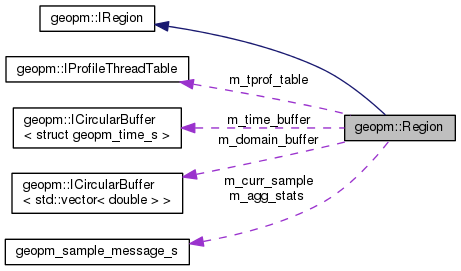 geopm::IRegion
geopm::IProfileThreadTable
m_tprof_table
geopm::ICircularBuffer
< struct geopm_time_s >
m_time_buffer
geopm::Region
m_domain_buffer
geopm::ICircularBuffer
< std::vector< double > >
m_curr_sample
m_agg_stats
geopm_sample_message_s